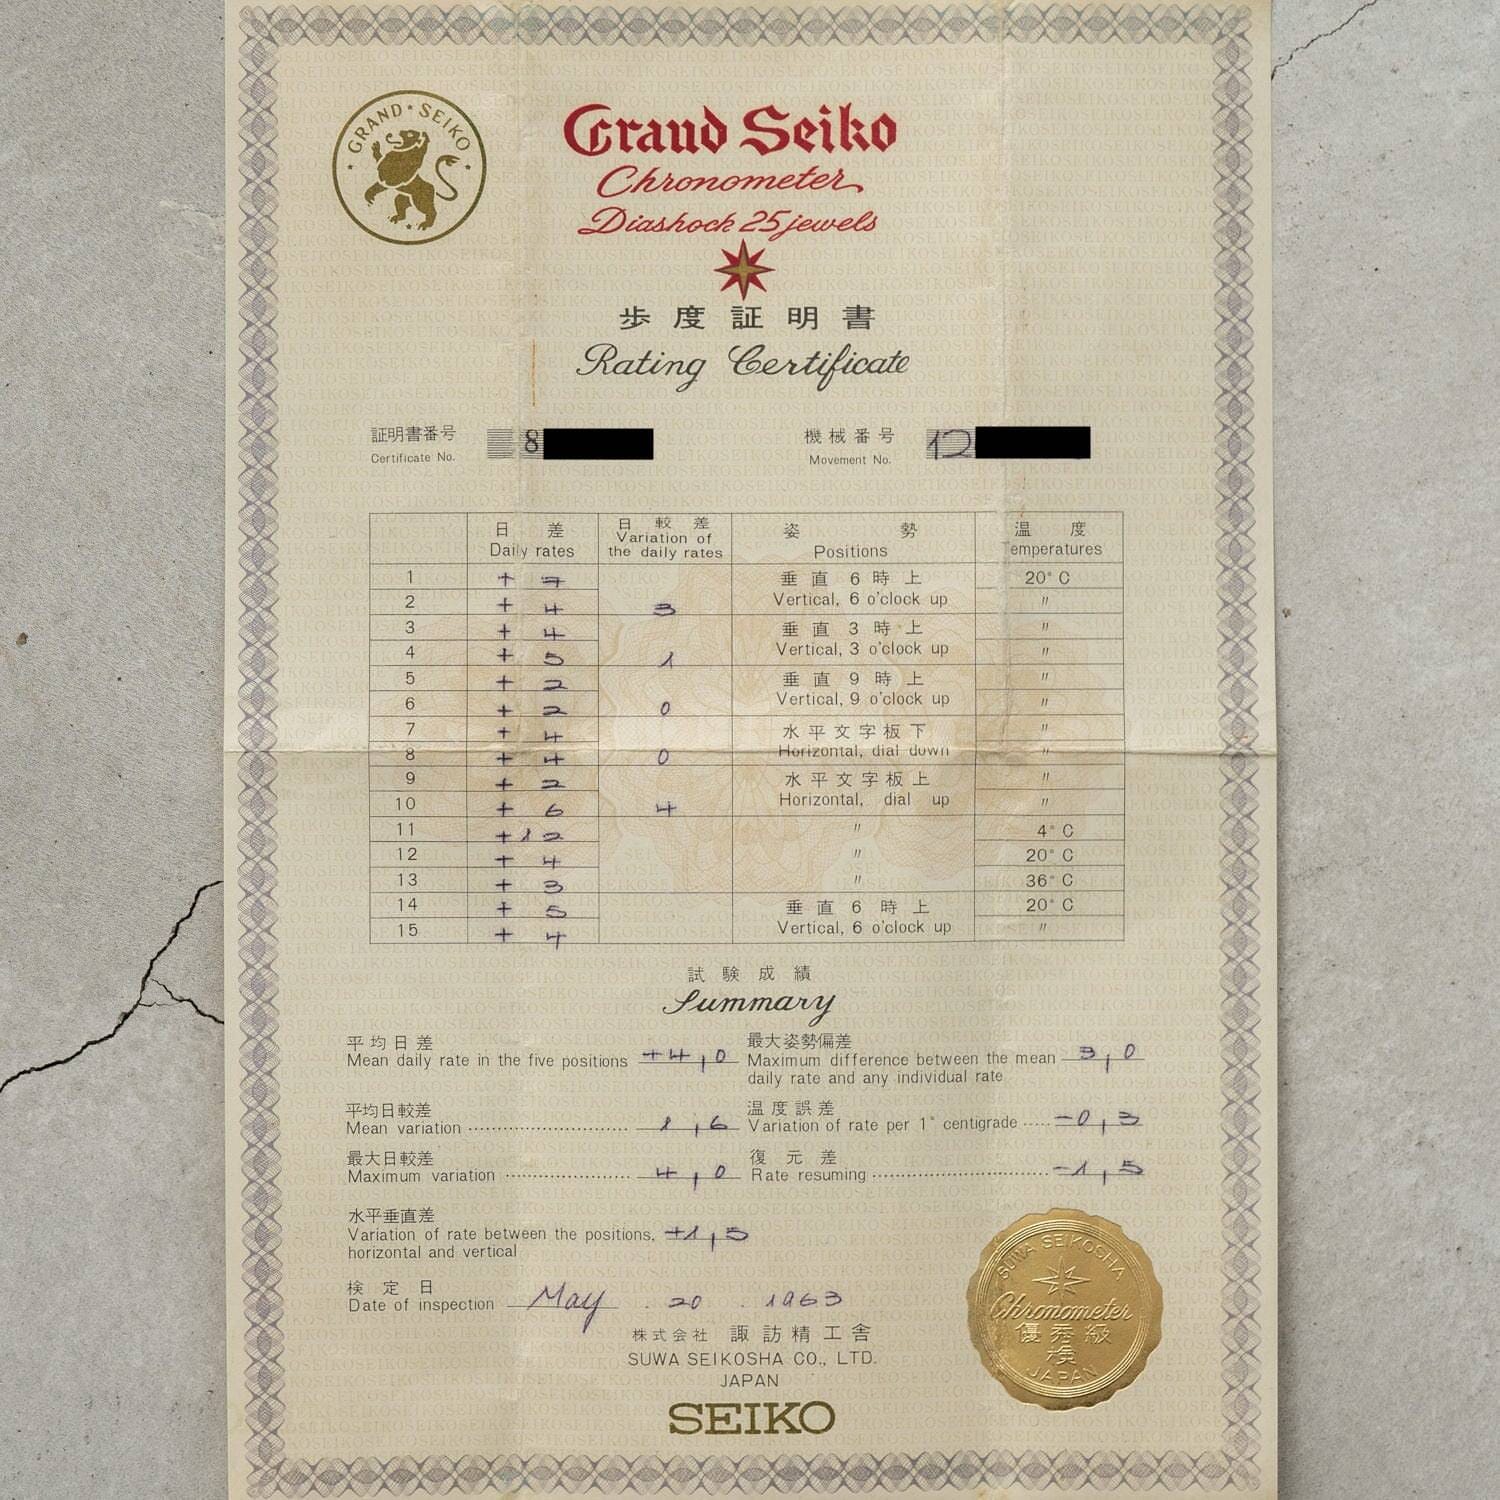 GRAND * SEIKO
Grand Seiko
Chronometer
Diashock 25 jewels
歩度証明書
Rating Certificate
証明書番号 8
Certificate No.
機械番号 12
Movement No.
日差 日較差 姿勢 温度
Daily rates Variation of the daily rates Positions emperatures
1 + 7 垂直6時上 20°C
2 + 4 3 Vertical, 6 o'clock up 〃
3 + 4 垂直3時上 〃
4 + 5 1 Vertical, 3 o'clock up 〃
5 + 2 垂直9時上 〃
6 + 2 0 Vertical, 9 o'clock up 〃
7 + 4 水平文字板下 〃
8 + 4 0 Horizontal, dial down 〃
9 + 2 水平文字板上 〃
10 + 6 4 Horizontal, dial up 〃
11 + 12 〃 4°C
12 + 4 〃 20°C
13 + 3 〃 36°C
14 + 5 垂直6時上 20°C
15 + 4 Vertical, 6 o'clock up 〃
試験成績
Summary
平均日差
Mean daily rate in the five positions +4,0
最大姿勢偏差
Maximum difference between the mean 3,0
daily rate and any individual rate
平均日較差
Mean variation 1,6
温度誤差
Variation of rate per 1° centigrade -0,3
最大日較差
Maximum variation 4,0
復元差
Rate resuming -1,5
水平垂直差
Variation of rate between the positions, +1,5
horizontal and vertical
検定日
Date of inspection May . 20 . 1963
株式会社 諏訪精工舎
SUWA SEIKOSHA CO., LTD.
JAPAN
SEIKO
SUWA SEIKOSHA
Chronometer
優秀級
検
JAPAN